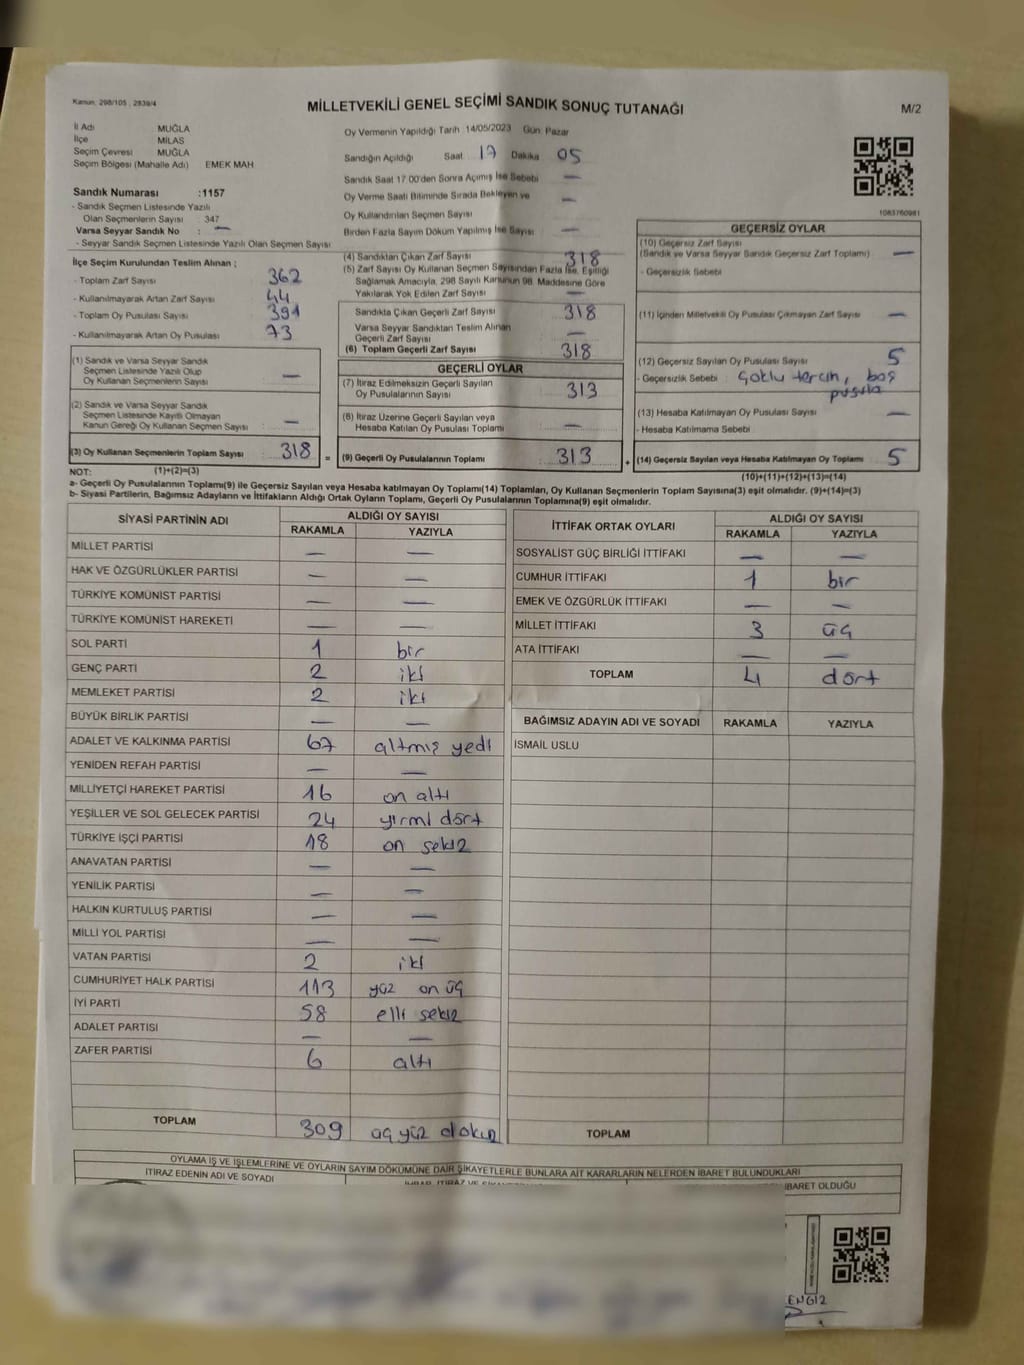 Kanun: 298/105 , 2839/4
MİLLETVEKİLİ GENEL SEÇİMİ SANDIK SONUÇ TUTANAĞI
M/2
İl Adı MUĞLA
İlçe MİLAS
Seçim Çevresi MUĞLA
Seçim Bölgesi (Mahalle Adı) EMEK MAH
Sandık Numarası :1157
- Sandık Seçmen Listesinde Yazılı
Olan Seçmenlerin Sayısı : 347
Varsa Seyyar Sandık No : —
- Seyyar Sandık Seçmen Listesinde Yazılı Olan Seçmen Sayısı
Oy Vermenin Yapıldığı Tarih :14/05/2023 Gün: Pazar
Sandığın Açıldığı Saat 17 Dakika 05
Sandık Saat 17:00'den Sonra Açımış İse Sebebi —
Oy Verme Saati Bitiminde Sırada Bekleyen ve —
Oy Kullandırılan Seçmen Sayısı
Birden Fazla Sayım Döküm Yapılmış İse Sayısı —
1083760981
İlçe Seçim Kurulundan Teslim Alınan ;
- Toplam Zarf Sayısı 362
- Kullanılmayarak Artan Zarf Sayısı 44
- Toplam Oy Pusulası Sayısı 391
- Kullanılmayarak Artan Oy Pusulası 73
(1) Sandık ve Varsa Seyyar Sandık
Seçmen Listesinde Yazılı Olup
Oy Kullanan Seçmenlerin Sayısı —
(2) Sandık ve Varsa Seyyar Sandık
Seçmen Listesinde Kayıtlı Olmayan
Kanun Gereği Oy Kullanan Seçmen Sayısı —
(3) Oy Kullanan Seçmenlerin Toplam Sayısı 318 =
(4) Sandıktan Çıkan Zarf Sayısı 318
(5) Zarf Sayısı Oy Kullanan Seçmen Sayısından Fazla İse, Eşitliği
Sağlamak Amacıyla, 298 Sayılı Kanunun 98. Maddesine Göre
Yakılarak Yok Edilen Zarf Sayısı —
Sandıkta Çıkan Geçerli Zarf Sayısı 318
Varsa Seyyar Sandıktan Teslim Alınan
Geçerli Zarf Sayısı —
(6) Toplam Geçerli Zarf Sayısı 318
GEÇERLİ OYLAR
(7) İtiraz Edilmeksizin Geçerli Sayılan
Oy Pusulalarının Sayısı 313
(8) İtiraz Üzerine Geçerli Sayılan veya
Hesaba Katılan Oy Pusulası Toplamı —
(9) Geçerli Oy Pusulalarının Toplamı 313 +
GEÇERSİZ OYLAR
(10) Geçersiz Zarf Sayısı
(Sandık ve Varsa Seyyar Sandık Geçersiz Zarf Toplamı) —
- Geçersizlik Sebebi
(11) İçinden Milletvekili Oy Pusulası Çıkmayan Zarf Sayısı —
(12) Geçersiz Sayılan Oy Pusulası Sayısı 5
- Geçersizlik Sebebi : Çoklu tercih, boş
pusula
(13) Hesaba Katılmayan Oy Pusulası Sayısı —
- Hesaba Katılmama Sebebi
(14) Geçersiz Sayılan veya Hesaba Katılmayan Oy Toplamı 5
NOT: (1)+(2)=(3) (10)+(11)+(12)+(13)=(14)
a- Geçerli Oy Pusulalarının Toplamı(9) ile Geçersiz Sayılan veya Hesaba katılmayan Oy Toplamı(14) Toplamları, Oy Kullanan Seçmenlerin Toplam Sayısına(3) eşit olmalıdır. (9)+(14)=(3)
b- Siyasi Partilerin, Bağımsız Adayların ve İttifakların Aldığı Ortak Oyların Toplamı, Geçerli Oy Pusulalarının Toplamına(9) eşit olmalıdır.
SİYASİ PARTİNİN ADI ALDIĞI OY SAYISI
RAKAMLA YAZIYLA
MİLLET PARTİSİ — —
HAK VE ÖZGÜRLÜKLER PARTİSİ — —
TÜRKİYE KOMÜNİST PARTİSİ — —
TÜRKİYE KOMÜNİST HAREKETİ — —
SOL PARTİ 1 bir
GENÇ PARTİ 2 iki
MEMLEKET PARTİSİ 2 iki
BÜYÜK BİRLİK PARTİSİ — —
ADALET VE KALKINMA PARTİSİ 67 altmış yedi
YENİDEN REFAH PARTİSİ — —
MİLLİYETÇİ HAREKET PARTİSİ 16 on altı
YEŞİLLER VE SOL GELECEK PARTİSİ 24 yirmi dört
TÜRKİYE İŞÇİ PARTİSİ 18 on sekiz
ANAVATAN PARTİSİ — —
YENİLİK PARTİSİ — —
HALKIN KURTULUŞ PARTİSİ — —
MİLLİ YOL PARTİSİ — —
VATAN PARTİSİ 2 iki
CUMHURİYET HALK PARTİSİ 113 yüz on üç
İYİ PARTİ 58 elli sekiz
ADALET PARTİSİ — —
ZAFER PARTİSİ 6 altı
TOPLAM 309 üç yüz dokuz
İTTİFAK ORTAK OYLARI ALDIĞI OY SAYISI
RAKAMLA YAZIYLA
SOSYALİST GÜÇ BİRLİĞİ İTTİFAKI — —
CUMHUR İTTİFAKI 1 bir
EMEK VE ÖZGÜRLÜK İTTİFAKI — —
MİLLET İTTİFAKI 3 üç
ATA İTTİFAKI — —
TOPLAM 4 dört
BAĞIMSIZ ADAYIN ADI VE SOYADI RAKAMLA YAZIYLA
İSMAİL USLU
TOPLAM
OYLAMA İŞ VE İŞLEMLERİNE VE OYLARIN SAYIM DÖKÜMÜNE DAİR ŞİKAYETLERLE BUNLARA AİT KARARLARIN NELERDEN İBARET BULUNDUKLARI
İTİRAZ EDENİN ADI VE SOYADI
İBARET OLDUĞU